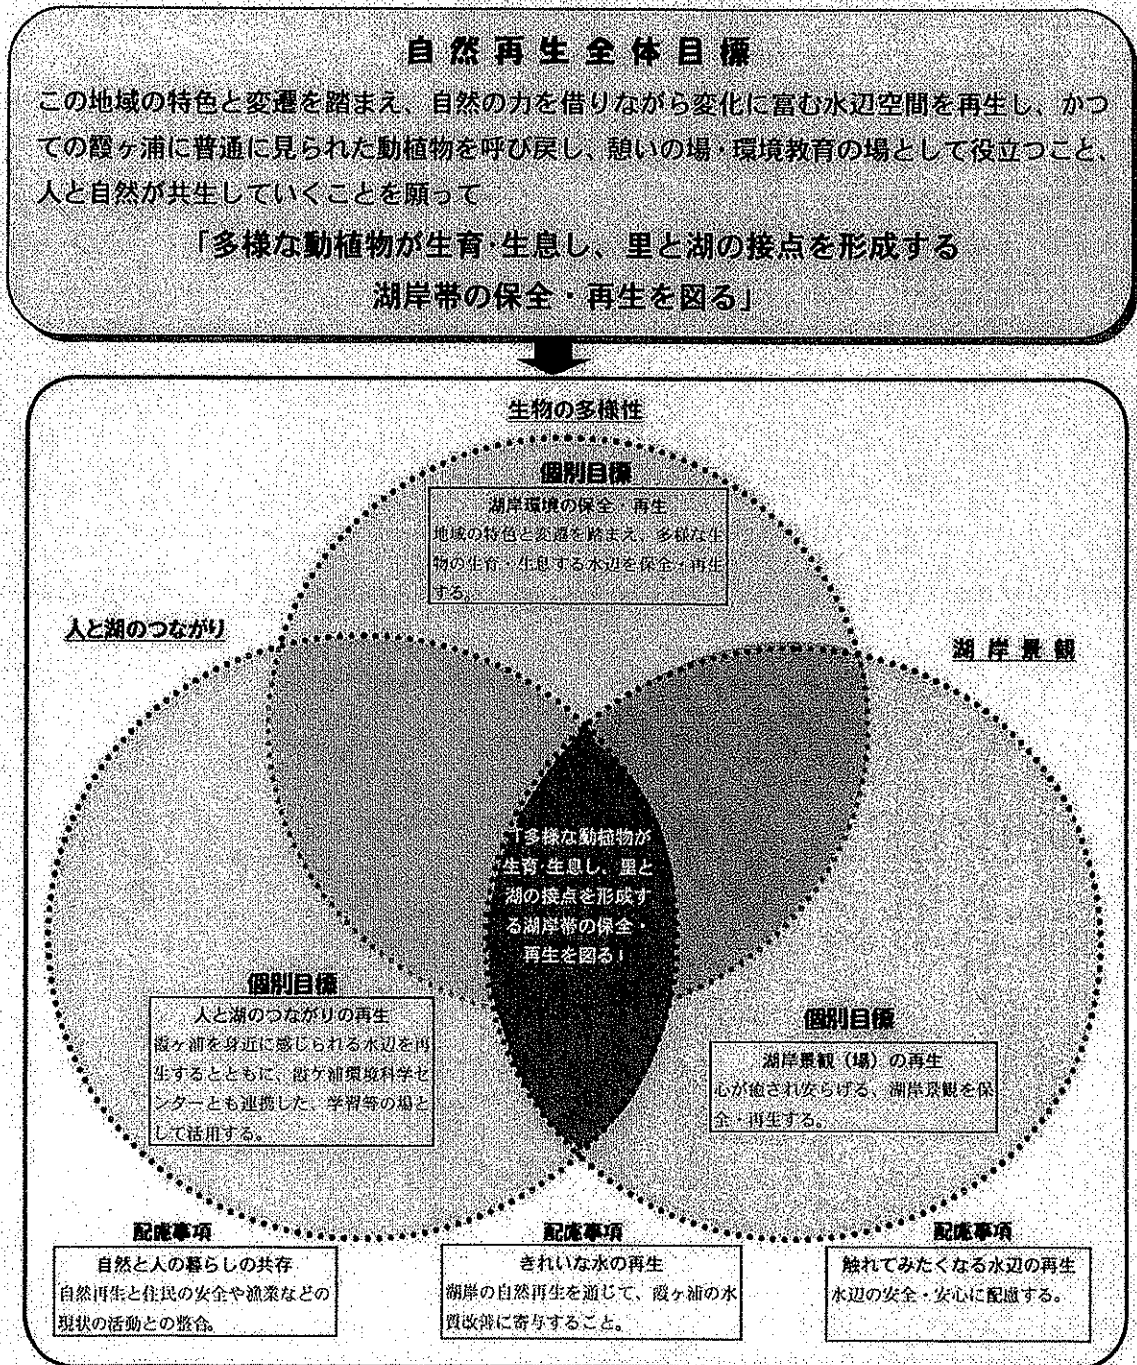 自然再生全体目標
この地域の特色と変遷を踏まえ、自然の力を借りながら変化に富む水辺空間を再生し、かつ
ての霞ヶ浦に普通に見られた動植物を呼び戻し、憩いの場・環境教育の場として役立つこと、
人と自然が共生していくことを願って
「多様な動植物が生育・生息し、里と湖の接点を形成する
湖岸帯の保全・再生を図る」
生物の多様性
個別目標
湖岸環境の保全・再生
地域の特色と変遷を踏まえ、多様な生
物の生育・生息する水辺を保全・再生
する。
人と湖のつながり
湖岸景観
「多様な動植物が
生育・生息し、里と
湖の接点を形成す
る湖岸帯の保全・
再生を図る」
個別目標
人と湖のつながりの再生
霞ヶ浦を身近に感じられる水辺を再
生するとともに、霞ケ浦環境科学セ
ンターとも連携した、学習等の場と
して活用する。
個別目標
湖岸景観（場）の再生
心が癒され安らげる、湖岸景観を保
全・再生する。
配慮事項
自然と人の暮らしの共存
自然再生と住民の安全や漁業などの
現状の活動との整合。
配慮事項
きれいな水の再生
湖岸の自然再生を通じて、霞ヶ浦の水
質改善に寄与すること。
配慮事項
触れてみたくなる水辺の再生
水辺の安全・安心に配慮する。